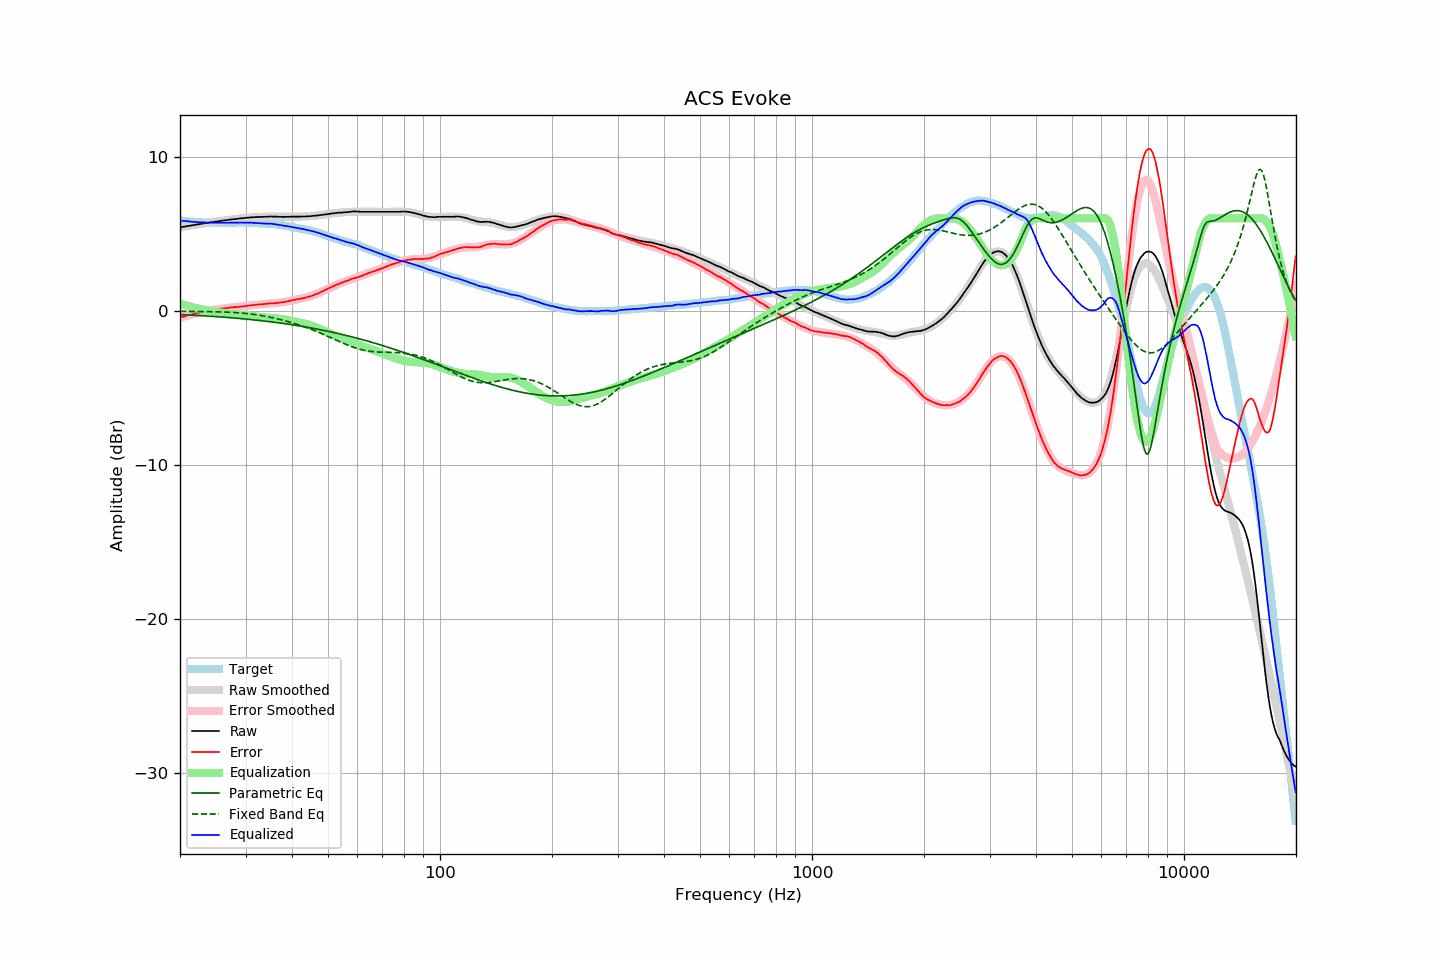 ACS Evoke
10
0
−10
−20
−30
Amplitude (dBr)
100
1000
10000
Frequency (Hz)
Target
Raw Smoothed
Error Smoothed
Raw
Error
Equalization
Parametric Eq
Fixed Band Eq
Equalized